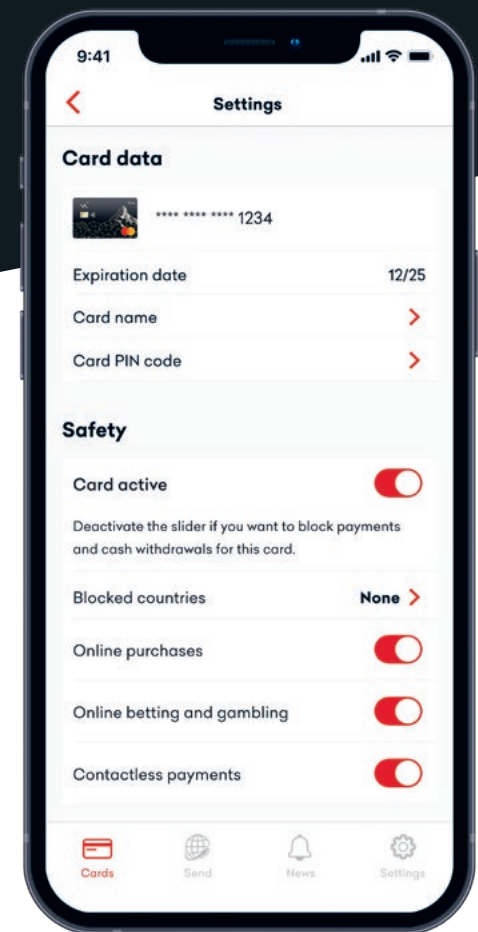 9:41
Settings
Card data
**** **** **** 1234
Expiration date 12/25
Card name
Card PIN code
Safety
Card active
Deactivate the slider if you want to block payments
and cash withdrawals for this card.
Blocked countries None
Online purchases
Online betting and gambling
Contactless payments
Cards Send News Settings